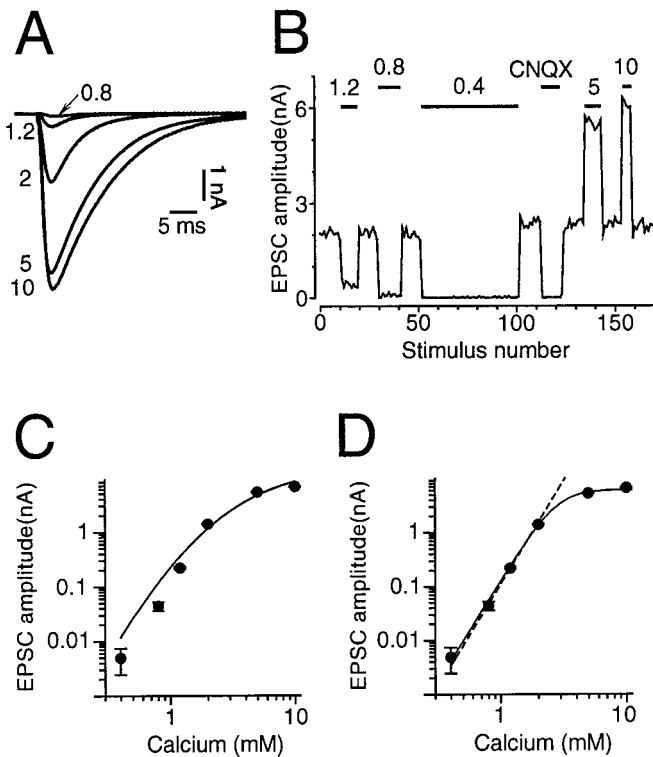 A
0.8
1.2
2
5
10
1 nA
5 ms
B
CNQX
1.2
0.8
0.4
5
10
EPSC amplitude(nA)
6
3
0
0
50
100
150
Stimulus number
C
EPSC amplitude(nA)
1
0.1
0.01
1
10
Calcium (mM)
D
EPSC amplitude(nA)
1
0.1
0.01
1
10
Calcium (mM)